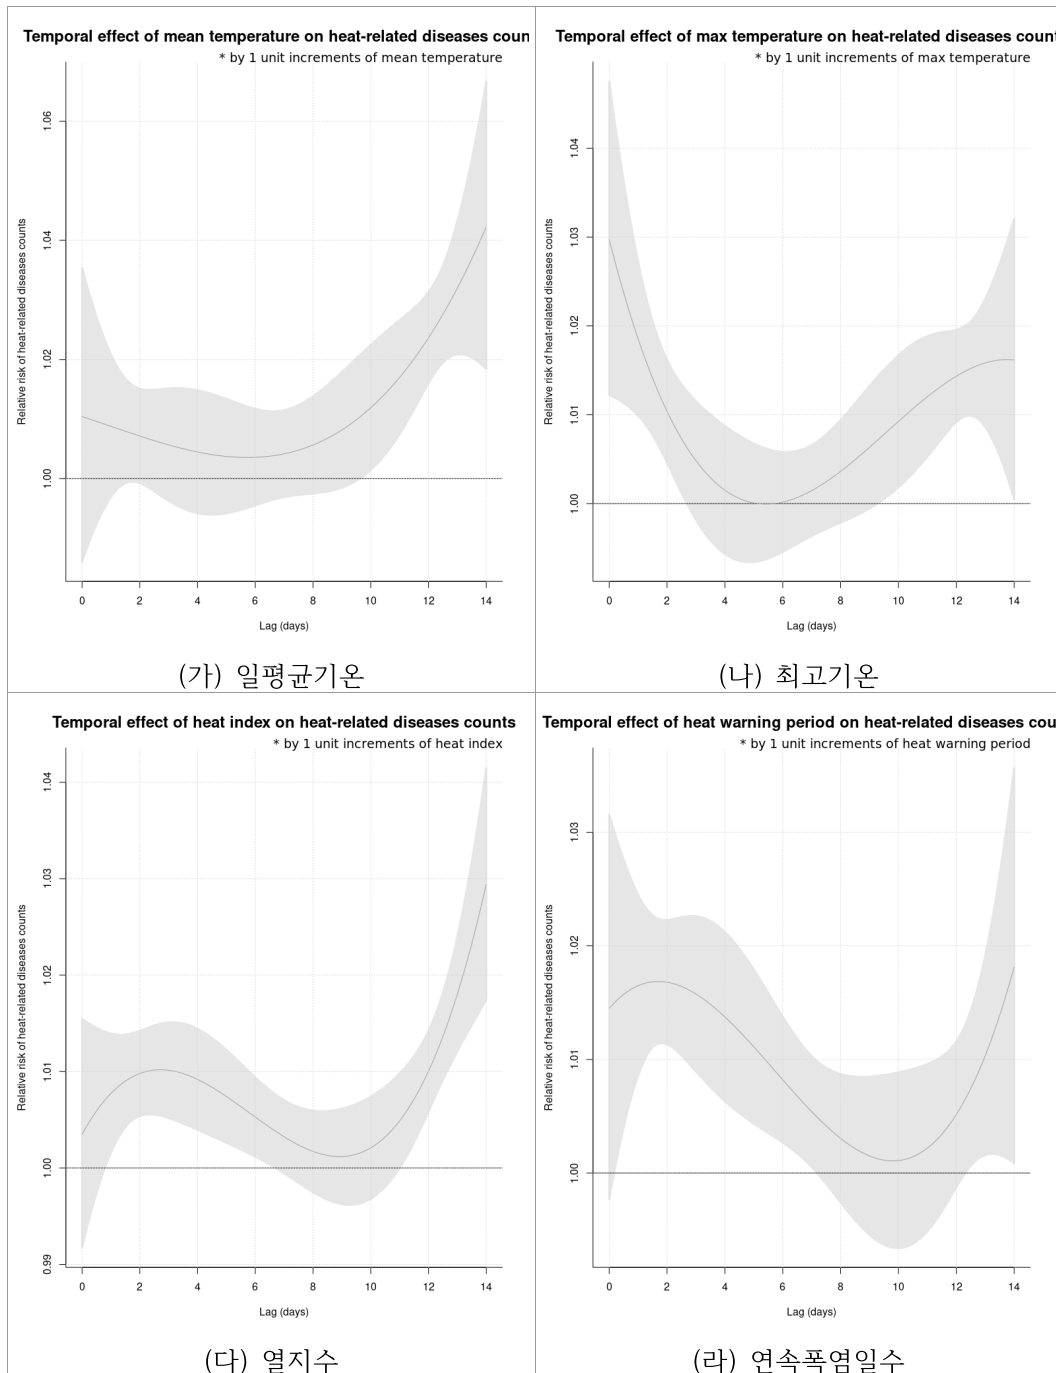 Temporal effect of mean temperature on heat-related diseases coun
* by 1 unit increments of mean temperature
Relative risk of heat-related diseases counts
1.06
1.04
1.02
1.00
0 2 4 6 8 10 12 14
Lag (days)
(가) 일평균기온
Temporal effect of max temperature on heat-related diseases count
* by 1 unit increments of max temperature
Relative risk of heat-related diseases counts
1.04
1.03
1.02
1.01
1.00
0 2 4 6 8 10 12 14
Lag (days)
(나) 최고기온
Temporal effect of heat index on heat-related diseases counts
* by 1 unit increments of heat index
Relative risk of heat-related diseases counts
1.04
1.03
1.02
1.01
1.00
0.99
0 2 4 6 8 10 12 14
Lag (days)
(다) 열지수
Temporal effect of heat warning period on heat-related diseases cou
* by 1 unit increments of heat warning period
Relative risk of heat-related diseases counts
1.03
1.02
1.01
1.00
0 2 4 6 8 10 12 14
Lag (days)
(라) 연속폭염일수